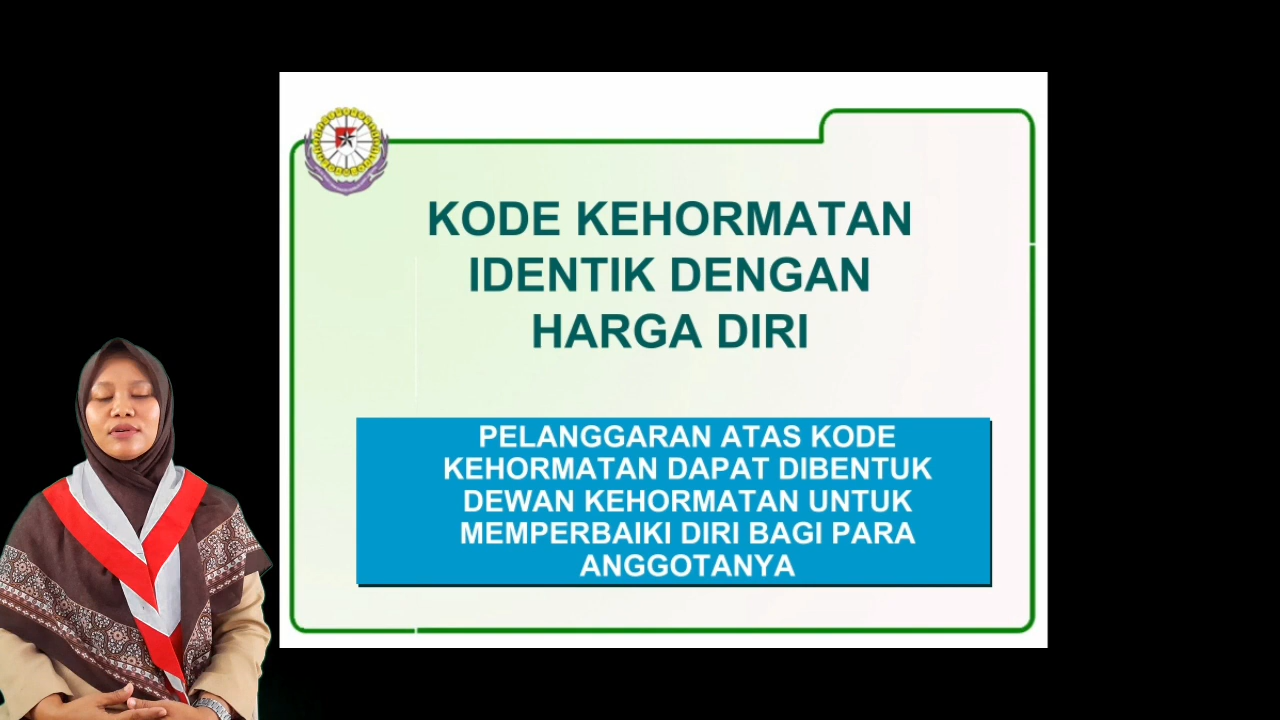 KODE KEHORMATAN
IDENTIK DENGAN
HARGA DIRI
PELANGGARAN ATAS KODE
KEHORMATAN DAPAT DIBENTUK
DEWAN KEHORMATAN UNTUK
MEMPERBAIKI DIRI BAGI PARA
ANGGOTANYA